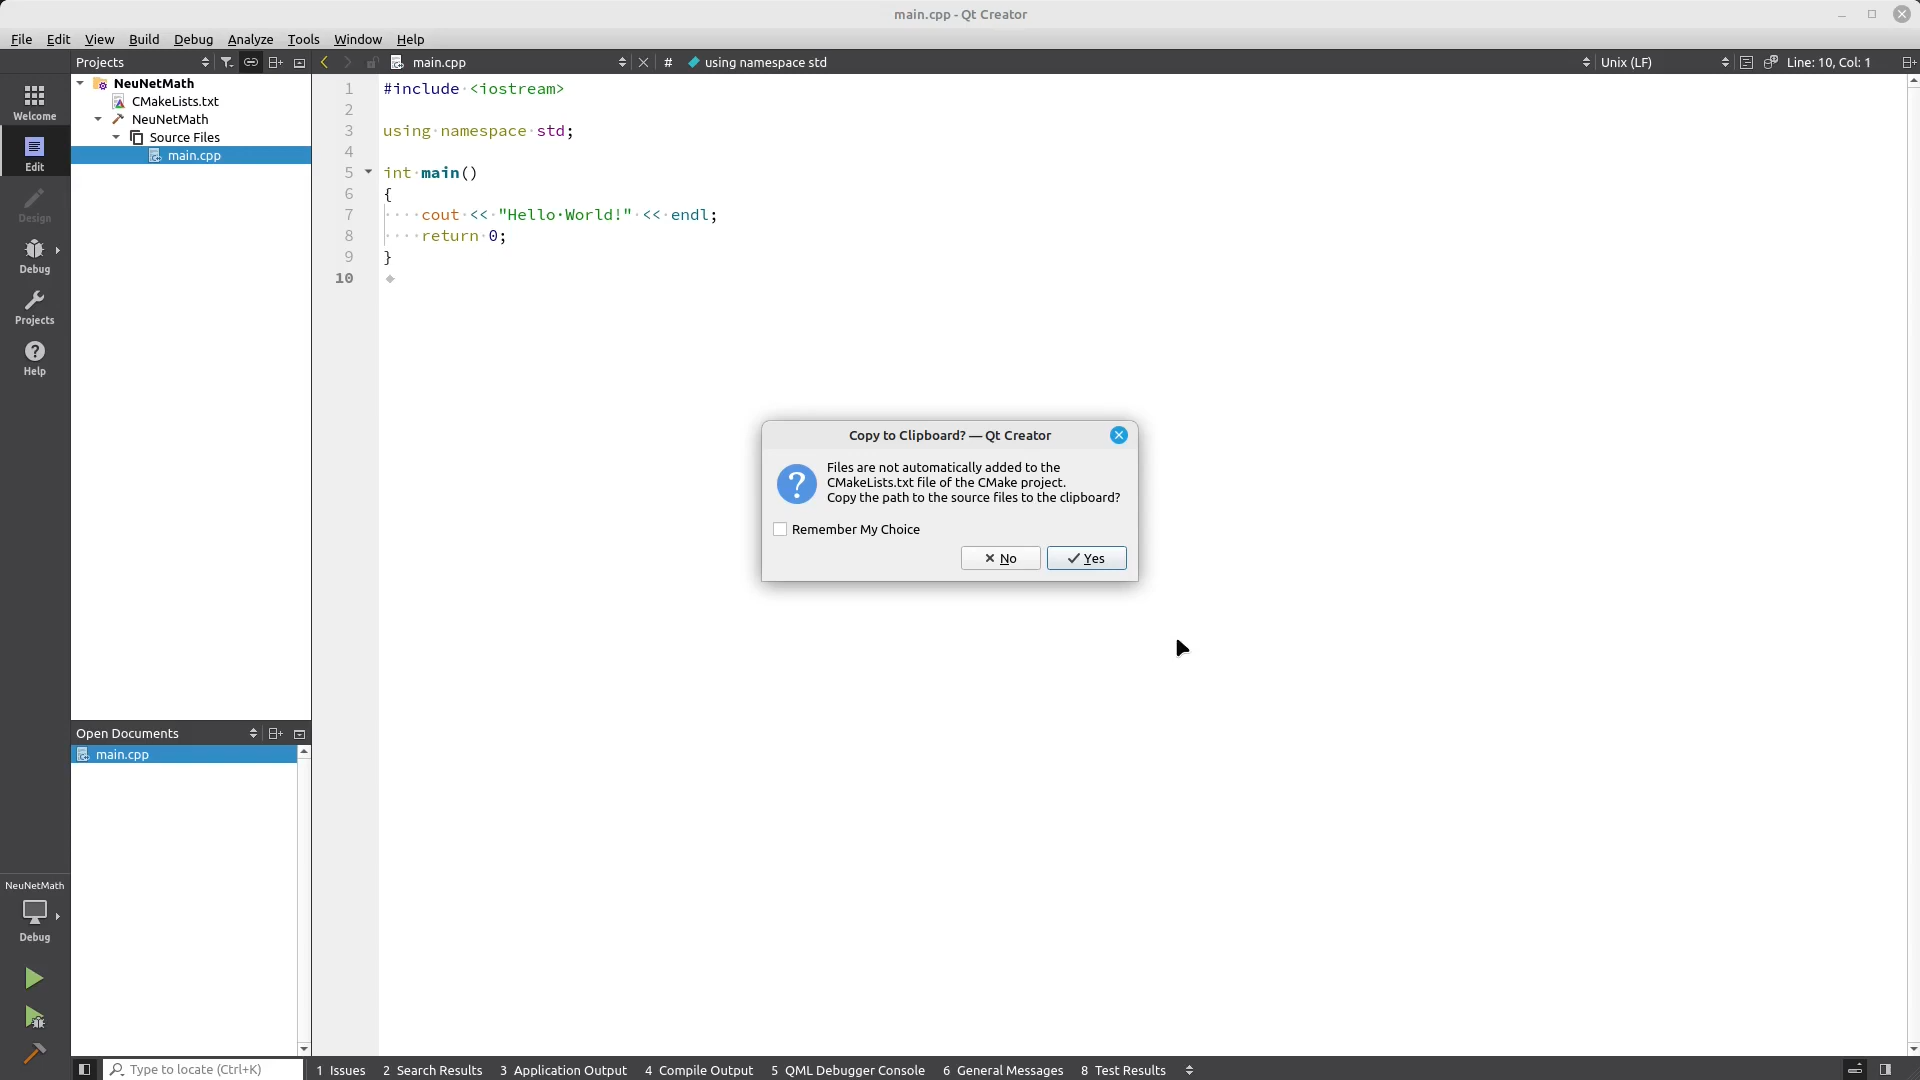 main.cpp - Qt Creator
File Edit View Build Debug Analyze Tools Window Help
Projects
main.cpp
# using namespace std
Unix (LF)
Line: 10, Col: 1
Welcome
Edit
Design
Debug
Projects
Help
NeuNetMath
CMakeLists.txt
NeuNetMath
Source Files
main.cpp
1 #include <iostream>
2
3 using namespace std;
4
5 int main()
6 {
7 cout << "Hello World!" << endl;
8 return 0;
9 }
10
Copy to Clipboard? — Qt Creator
Files are not automatically added to the
CMakeLists.txt file of the CMake project.
Copy the path to the source files to the clipboard?
Remember My Choice
No Yes
Open Documents
main.cpp
NeuNetMath
Debug
Type to locate (Ctrl+K)
1 Issues 2 Search Results 3 Application Output 4 Compile Output 5 QML Debugger Console 6 General Messages 8 Test Results